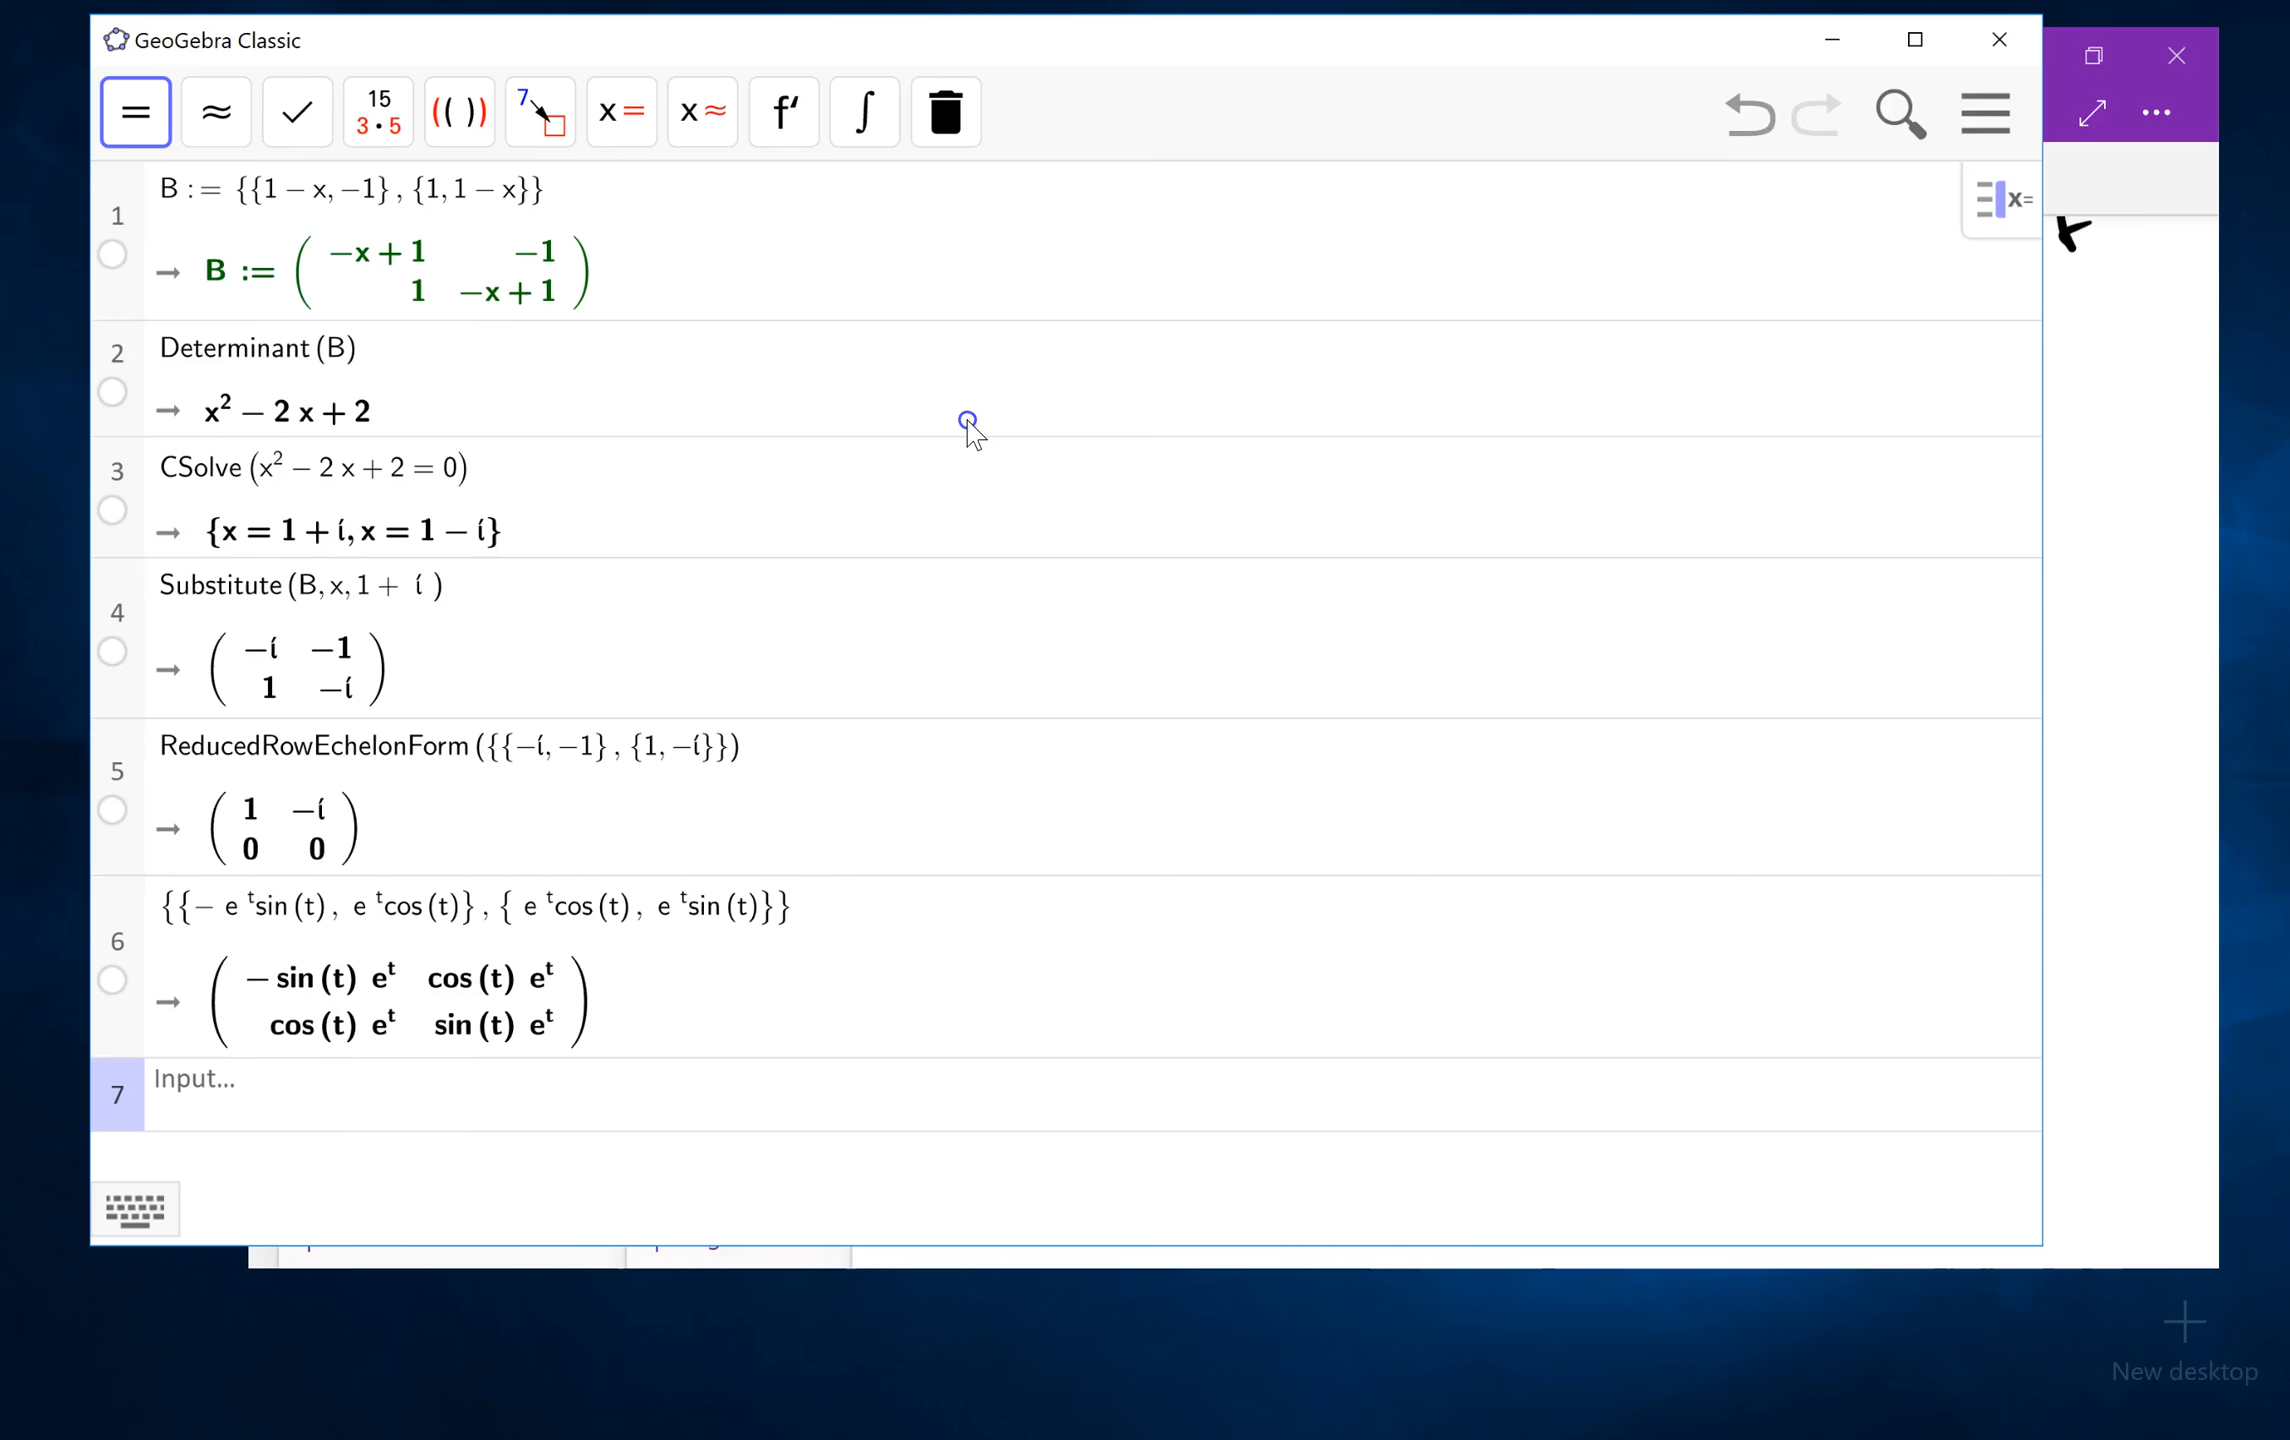 GeoGebra Classic
= ≈ ✓ 15 3·5 (( )) 7 x= x≈ f′ ∫
x=
1
B := {{1 − x, −1} , {1, 1 − x}}
→ B := ( −x + 1 −1
1 −x + 1 )
2
Determinant (B)
→ x² − 2 x + 2
3
CSolve (x² − 2 x + 2 = 0)
→ {x = 1 + í, x = 1 − í}
4
Substitute (B, x, 1 + í )
→ ( −í −1
1 −í )
5
ReducedRowEchelonForm ({{−í, −1} , {1, −í}})
→ ( 1 −í
0 0 )
6
{{− e ᵗsin (t) , e ᵗcos (t)} , { e ᵗcos (t) , e ᵗsin (t)}}
→ ( − sin (t) eᵗ cos (t) eᵗ
cos (t) eᵗ sin (t) eᵗ )
7
Input...
New desktop